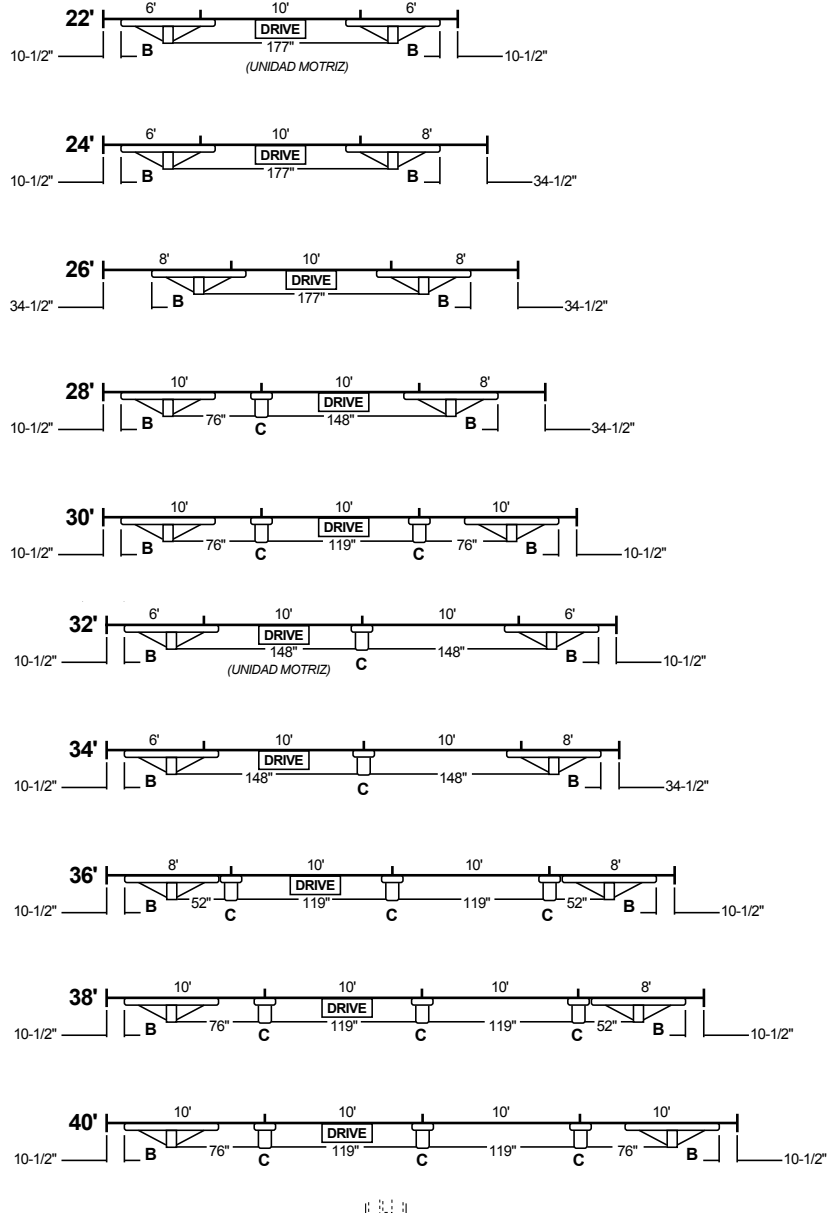 6' 10' 6'
22' DRIVE
10-1/2" B 177" B 10-1/2"
(UNIDAD MOTRIZ)
6' 10' 8'
24' DRIVE
10-1/2" B 177" B 34-1/2"
8' 10' 8'
26' DRIVE
34-1/2" B 177" B 34-1/2"
10' 10' 8'
28' DRIVE
10-1/2" B 76" C 148" B 34-1/2"
10' 10' 10'
30' DRIVE
10-1/2" B 76" C 119" C 76" B 10-1/2"
6' 10' 10' 6'
32' DRIVE
10-1/2" B 148" C 148" B 10-1/2"
(UNIDAD MOTRIZ)
6' 10' 10' 8'
34' DRIVE
10-1/2" B 148" C 148" B 34-1/2"
8' 10' 10' 8'
36' DRIVE
10-1/2" B 52" C 119" C 119" C 52" B 10-1/2"
10' 10' 10' 8'
38' DRIVE
10-1/2" B 76" C 119" C 119" C 52" B 10-1/2"
10' 10' 10' 10'
40' DRIVE
10-1/2" B 76" C 119" C 119" C 76" B 10-1/2"